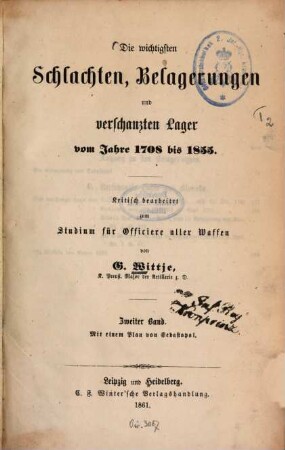 Die wichtigsten
Schlachten, Belagerungen
und
verschanzten Lager
vom Jahre 1708 bis 1855.
Kritisch bearbeitet
zum
Studium für Officiere aller Waffen
von
G. Wittje,
K. Preuß. Major der Artillerie z. D.
Zweiter Band.
Mit einem Plan von Sebastopol.
Leipzig und Heidelberg.
C. F. Winter'sche Verlagshandlung.
1861.